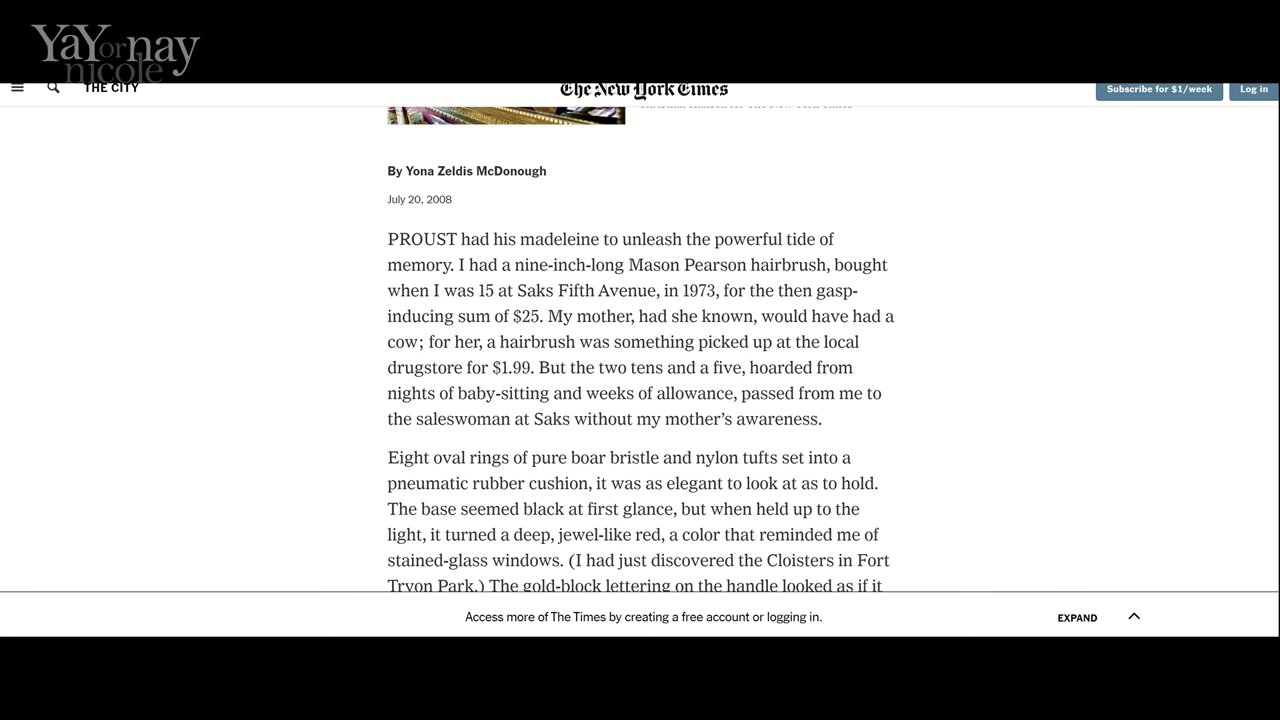 YaY or nay
nicole
THE CITY
The New York Times
Subscribe for $1/week
Log in
By Yona Zeldis McDonough
July 20, 2008
PROUST had his madeleine to unleash the powerful tide of
memory. I had a nine-inch-long Mason Pearson hairbrush, bought
when I was 15 at Saks Fifth Avenue, in 1973, for the then gasp-
inducing sum of $25. My mother, had she known, would have had a
cow; for her, a hairbrush was something picked up at the local
drugstore for $1.99. But the two tens and a five, hoarded from
nights of baby-sitting and weeks of allowance, passed from me to
the saleswoman at Saks without my mother’s awareness.
Eight oval rings of pure boar bristle and nylon tufts set into a
pneumatic rubber cushion, it was as elegant to look at as to hold.
The base seemed black at first glance, but when held up to the
light, it turned a deep, jewel-like red, a color that reminded me of
stained-glass windows. (I had just discovered the Cloisters in Fort
Tryon Park.) The gold-block lettering on the handle looked as if it
Access more of The Times by creating a free account or logging in.
EXPAND